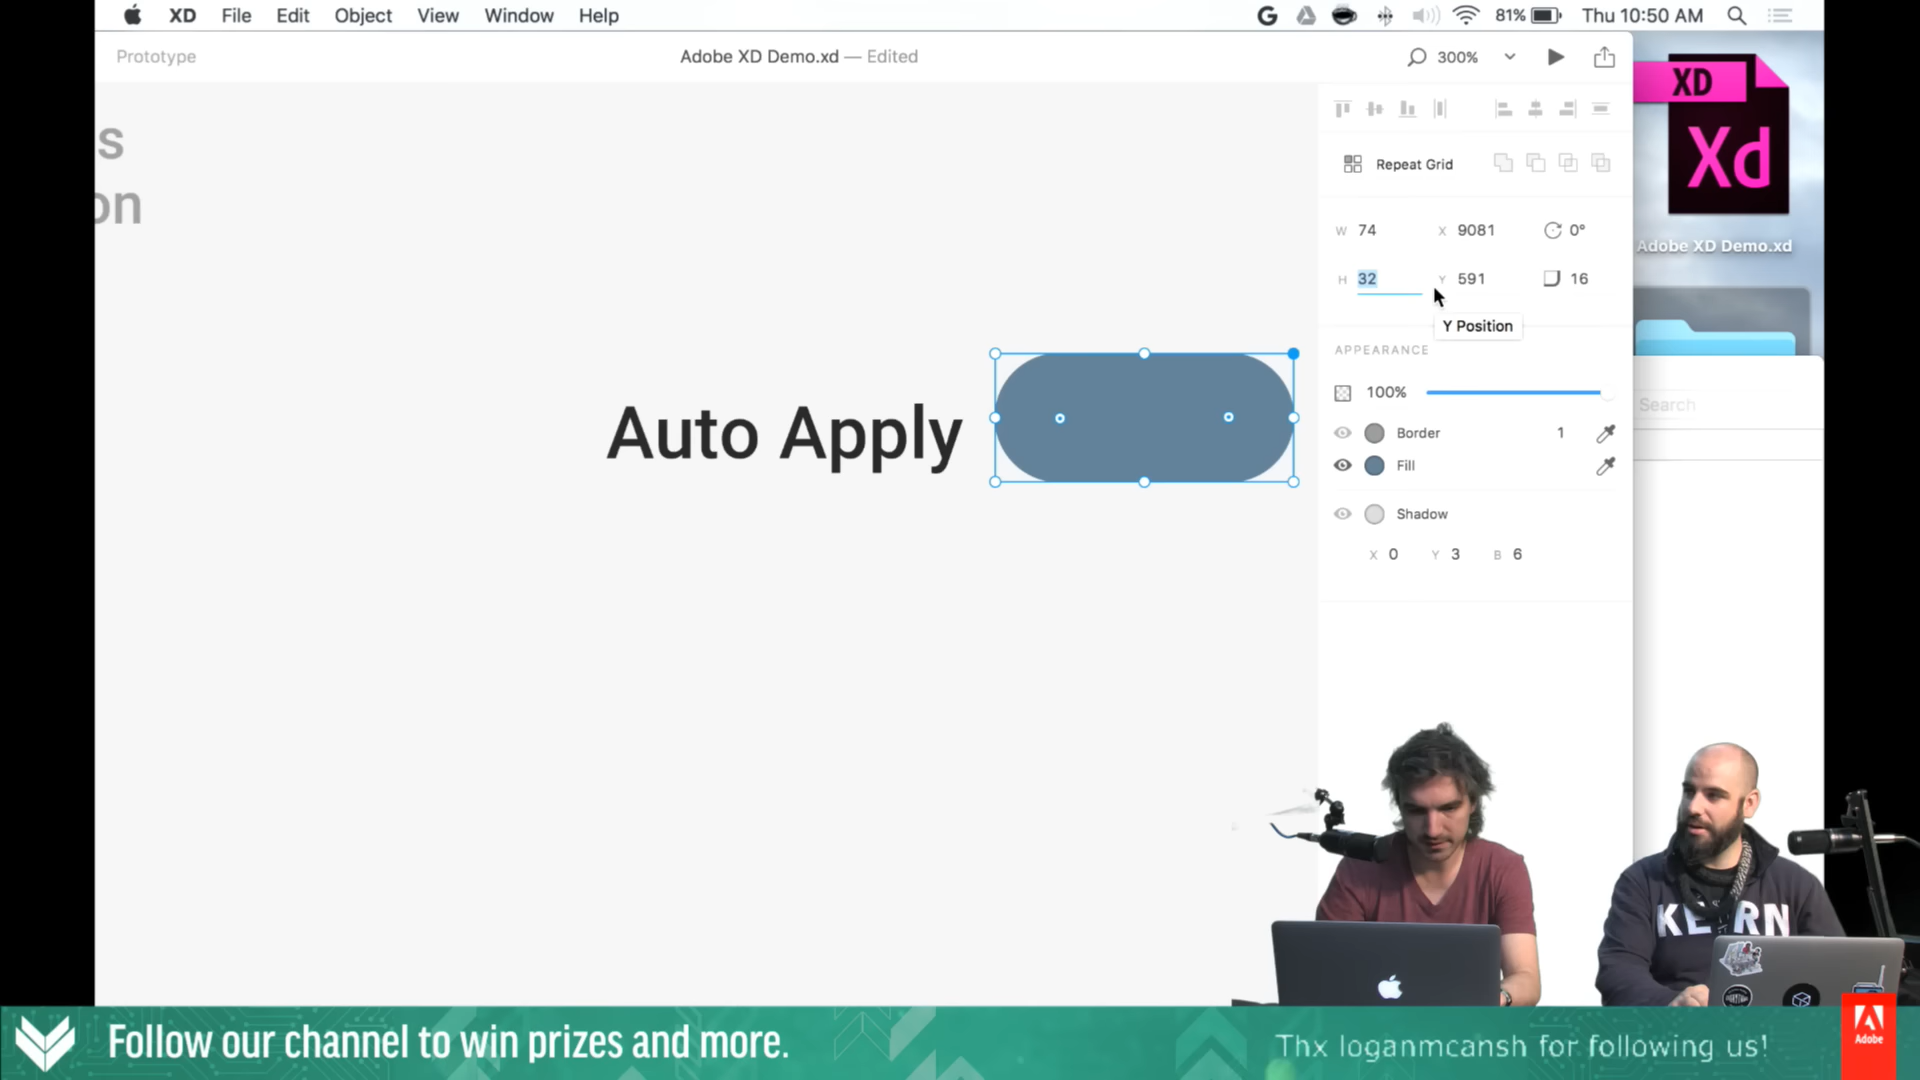 XD File Edit Object View Window Help
G 81% Thu 10:50 AM
Prototype
Adobe XD Demo.xd — Edited
300%
s
on
Repeat Grid
W 74 X 9081 0°
H 32 Y 591 16
Y Position
APPEARANCE
100%
Border 1
Fill
Shadow
X 0 Y 3 B 6
Auto Apply
XD
Xd
Adobe XD Demo.xd
Search
KERN
Follow our channel to win prizes and more.
Thx loganmcansh for following us!
Adobe